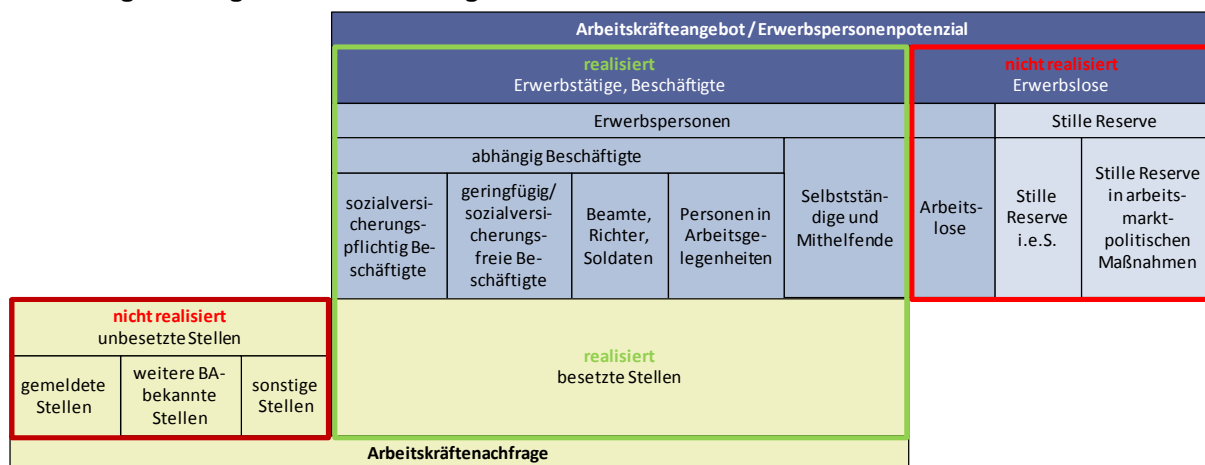 Arbeitskräfteangebot / Erwerbspersonenpotenzial
realisiert
Erwerbstätige, Beschäftigte
nicht realisiert
Erwerbslose
Erwerbspersonen
Stille Reserve
abhängig Beschäftigte
sozialversi-
cherungs-
pflichtig Be-
schäftigte
geringfügig/
sozialversi-
cherungs-
freie Be-
schäftigte
Beamte,
Richter,
Soldaten
Personen in
Arbeitsge-
legenheiten
Selbststän-
dige und
Mithelfende
Arbeits-
lose
Stille
Reserve
i.e.S.
Stille Reserve
in arbeits-
markt-
politischen
Maßnahmen
nicht realisiert
unbesetzte Stellen
gemeldete
Stellen
weitere BA-
bekannte
Stellen
sonstige
Stellen
realisiert
besetzte Stellen
Arbeitskräftenachfrage